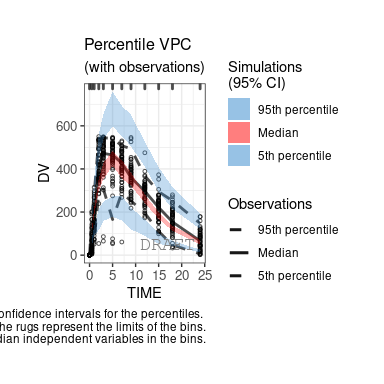 Percentile VPC
(with observations)
DV
600
400
200
0
DRAFT
0
5
10
15
20
25
TIME
Simulations
(95% CI)
95th percentile
Median
5th percentile
Observations
95th percentile
Median
5th percentile
confidence intervals for the percentiles.
he rugs represent the limits of the bins.
dian independent variables in the bins.